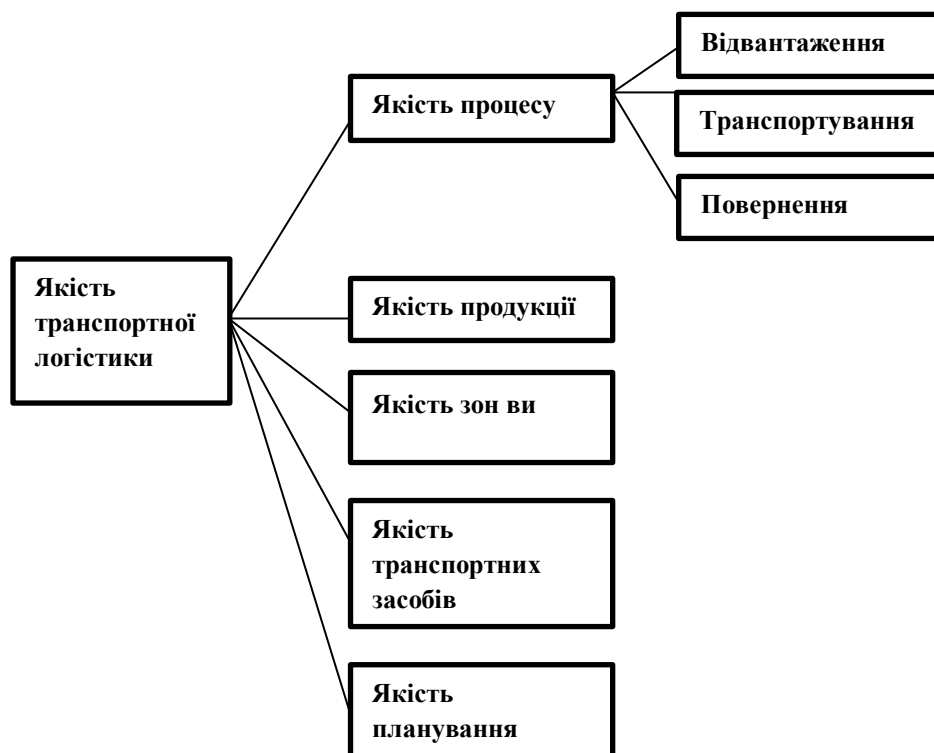 Відвантаження
Якість процесу
Транспортування
Повернення
Якість
транспортної
логістики
Якість продукції
Якість зон ви
Якість
транспортних
засобів
Якість
планування